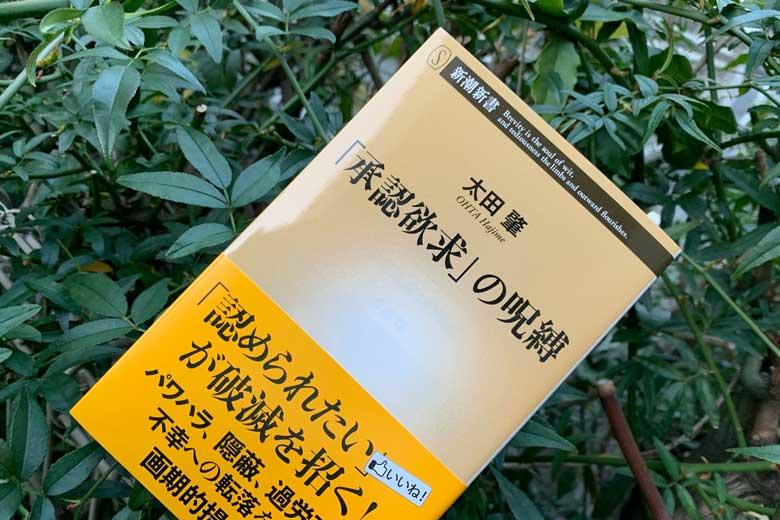 S
新潮新書
Brevity is the soul of wit,
and tediousness the limbs and outward flourishes.
太田 肇
OHTA Hajime
「承認欲求」の呪縛
「認められたい」
が破滅を招く!
パワハラ、隠蔽、過労
不幸への転落
画期的
いいね!